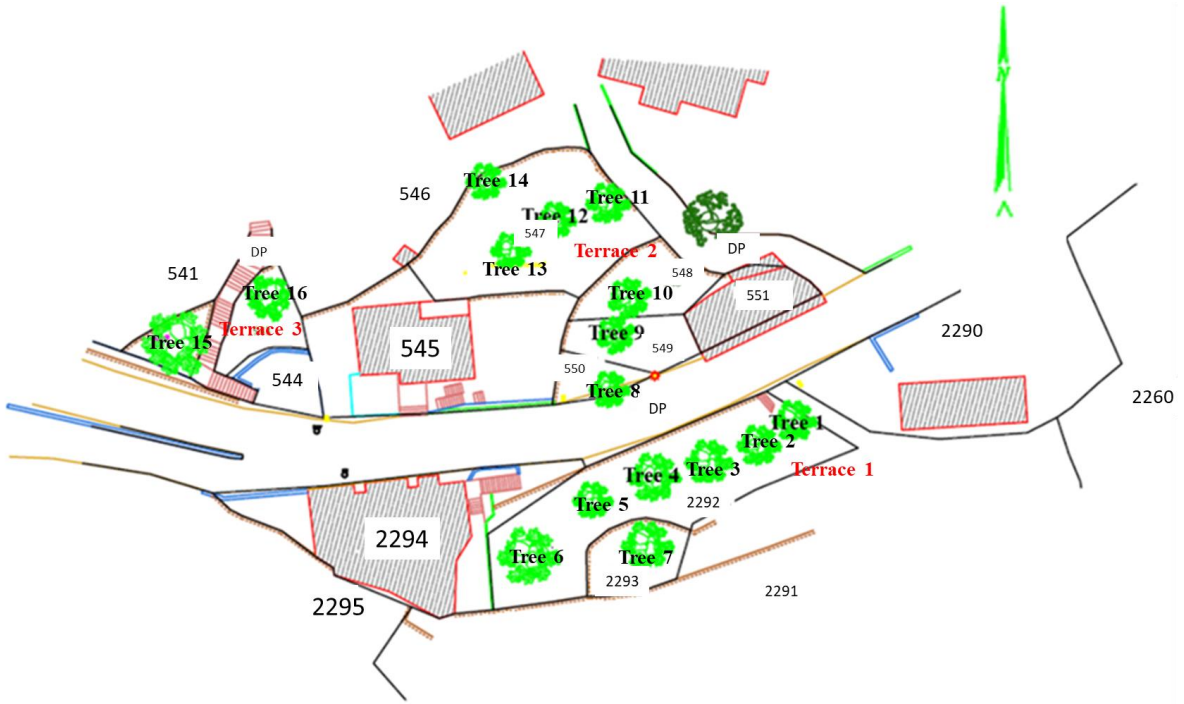 N
Tree 14
546
Tree 11
Tree 12
547
Terrace 2
DP
DP
541
Tree 13
548
Tree 16
Tree 10
551
Terrace 3
Tree 15
Tree 9
2290
545
549
550
544
Tree 8
2260
DP
Tree 1
Tree 2
Tree 3
Terrace 1
Tree 4
Tree 5
2292
2294
Tree 6
Tree 7
2293
2291
2295